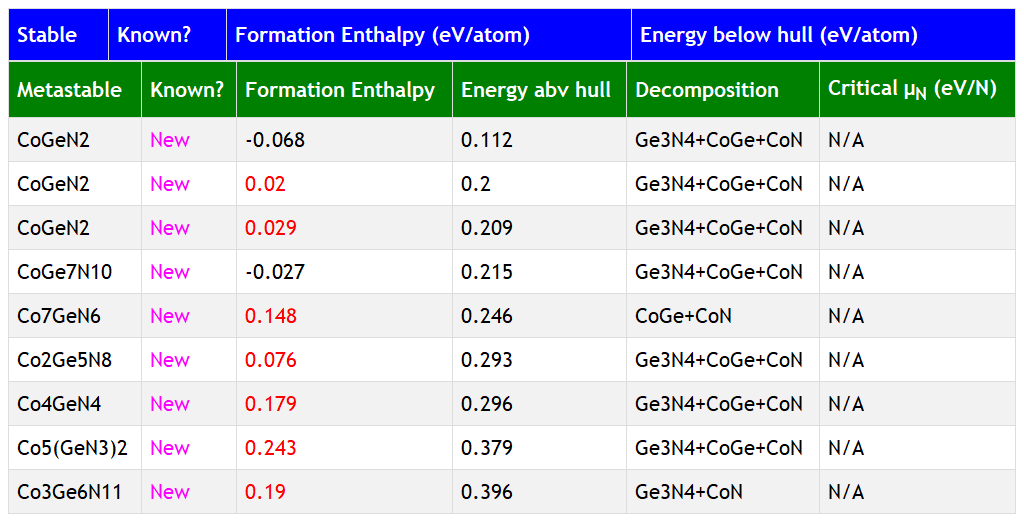 Stable Known? Formation Enthalpy (eV/atom) Energy below hull (eV/atom)
Metastable Known? Formation Enthalpy Energy abv hull Decomposition Critical μN (eV/N)
CoGeN2 New -0.068 0.112 Ge3N4+CoGe+CoN N/A
CoGeN2 New 0.02 0.2 Ge3N4+CoGe+CoN N/A
CoGeN2 New 0.029 0.209 Ge3N4+CoGe+CoN N/A
CoGe7N10 New -0.027 0.215 Ge3N4+CoGe+CoN N/A
Co7GeN6 New 0.148 0.246 CoGe+CoN N/A
Co2Ge5N8 New 0.076 0.293 Ge3N4+CoGe+CoN N/A
Co4GeN4 New 0.179 0.296 Ge3N4+CoGe+CoN N/A
Co5(GeN3)2 New 0.243 0.379 Ge3N4+CoGe+CoN N/A
Co3Ge6N11 New 0.19 0.396 Ge3N4+CoN N/A